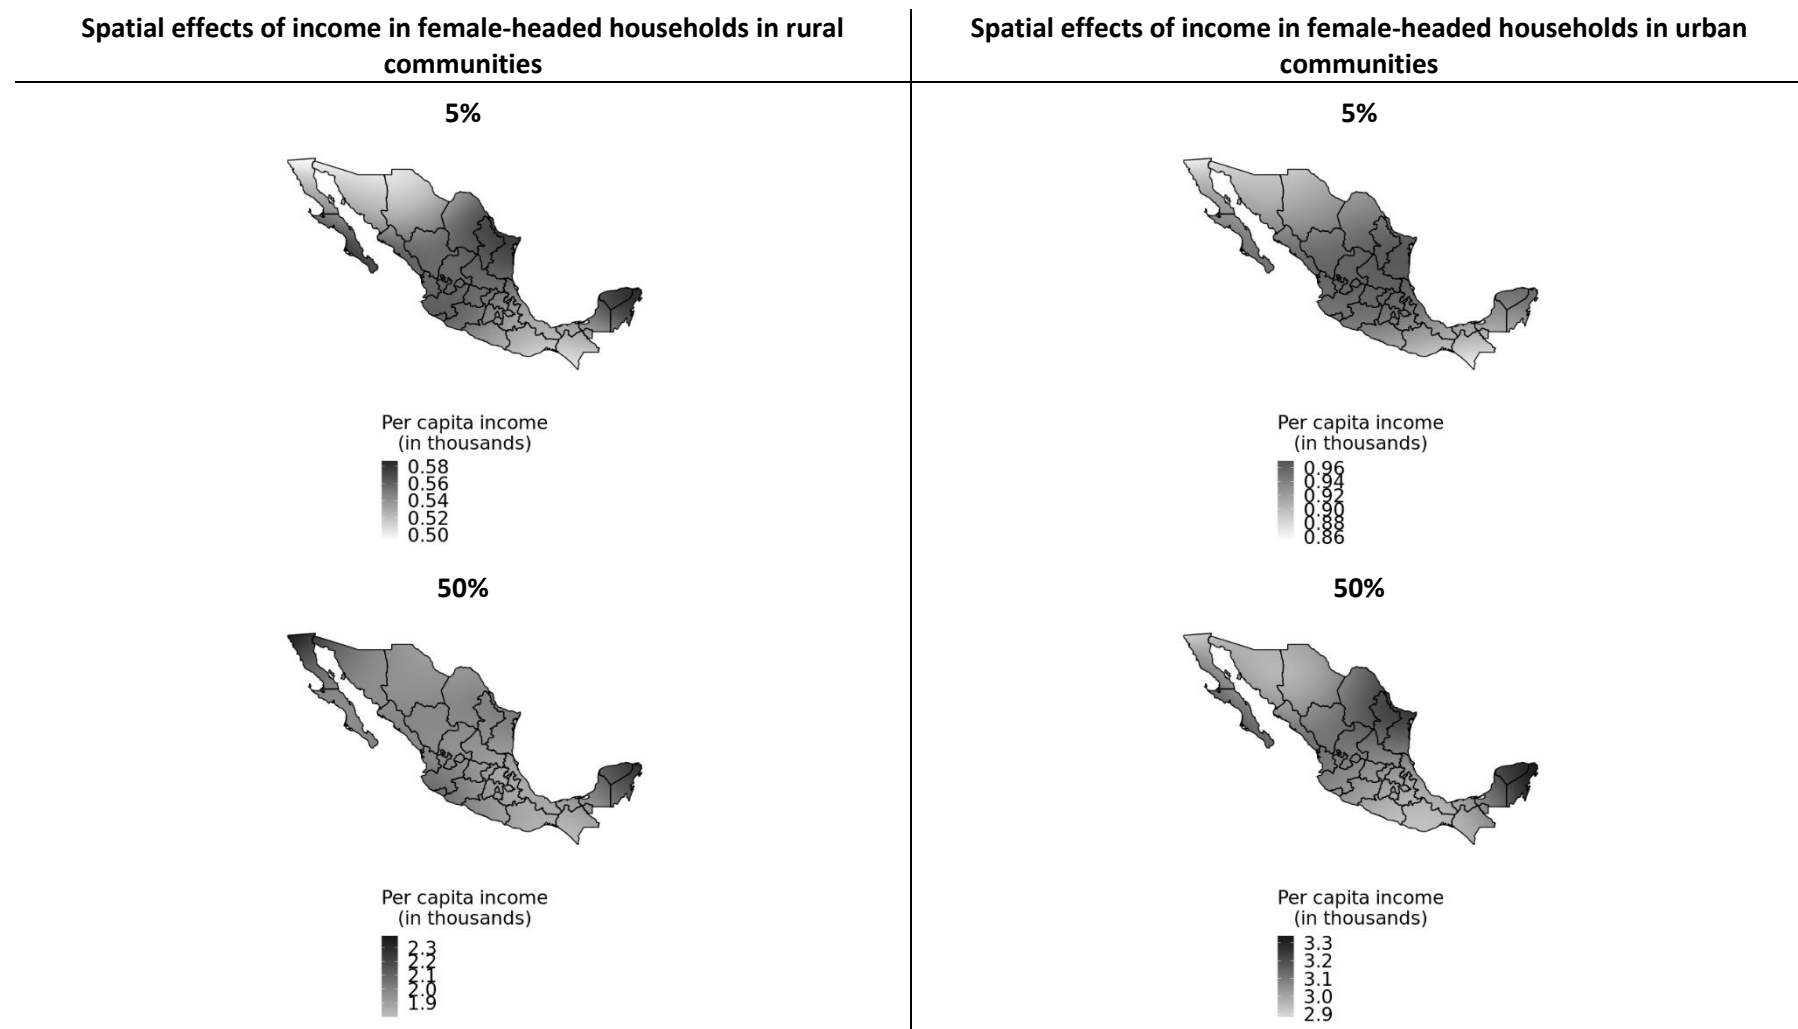 Spatial effects of income in female-headed households in rural
communities
Spatial effects of income in female-headed households in urban
communities
5%
Per capita income
(in thousands)
0.58
0.56
0.54
0.52
0.50
5%
Per capita income
(in thousands)
0.96
0.94
0.92
0.90
0.88
0.86
50%
Per capita income
(in thousands)
2.3
2.2
2.1
2.0
1.9
50%
Per capita income
(in thousands)
3.3
3.2
3.1
3.0
2.9